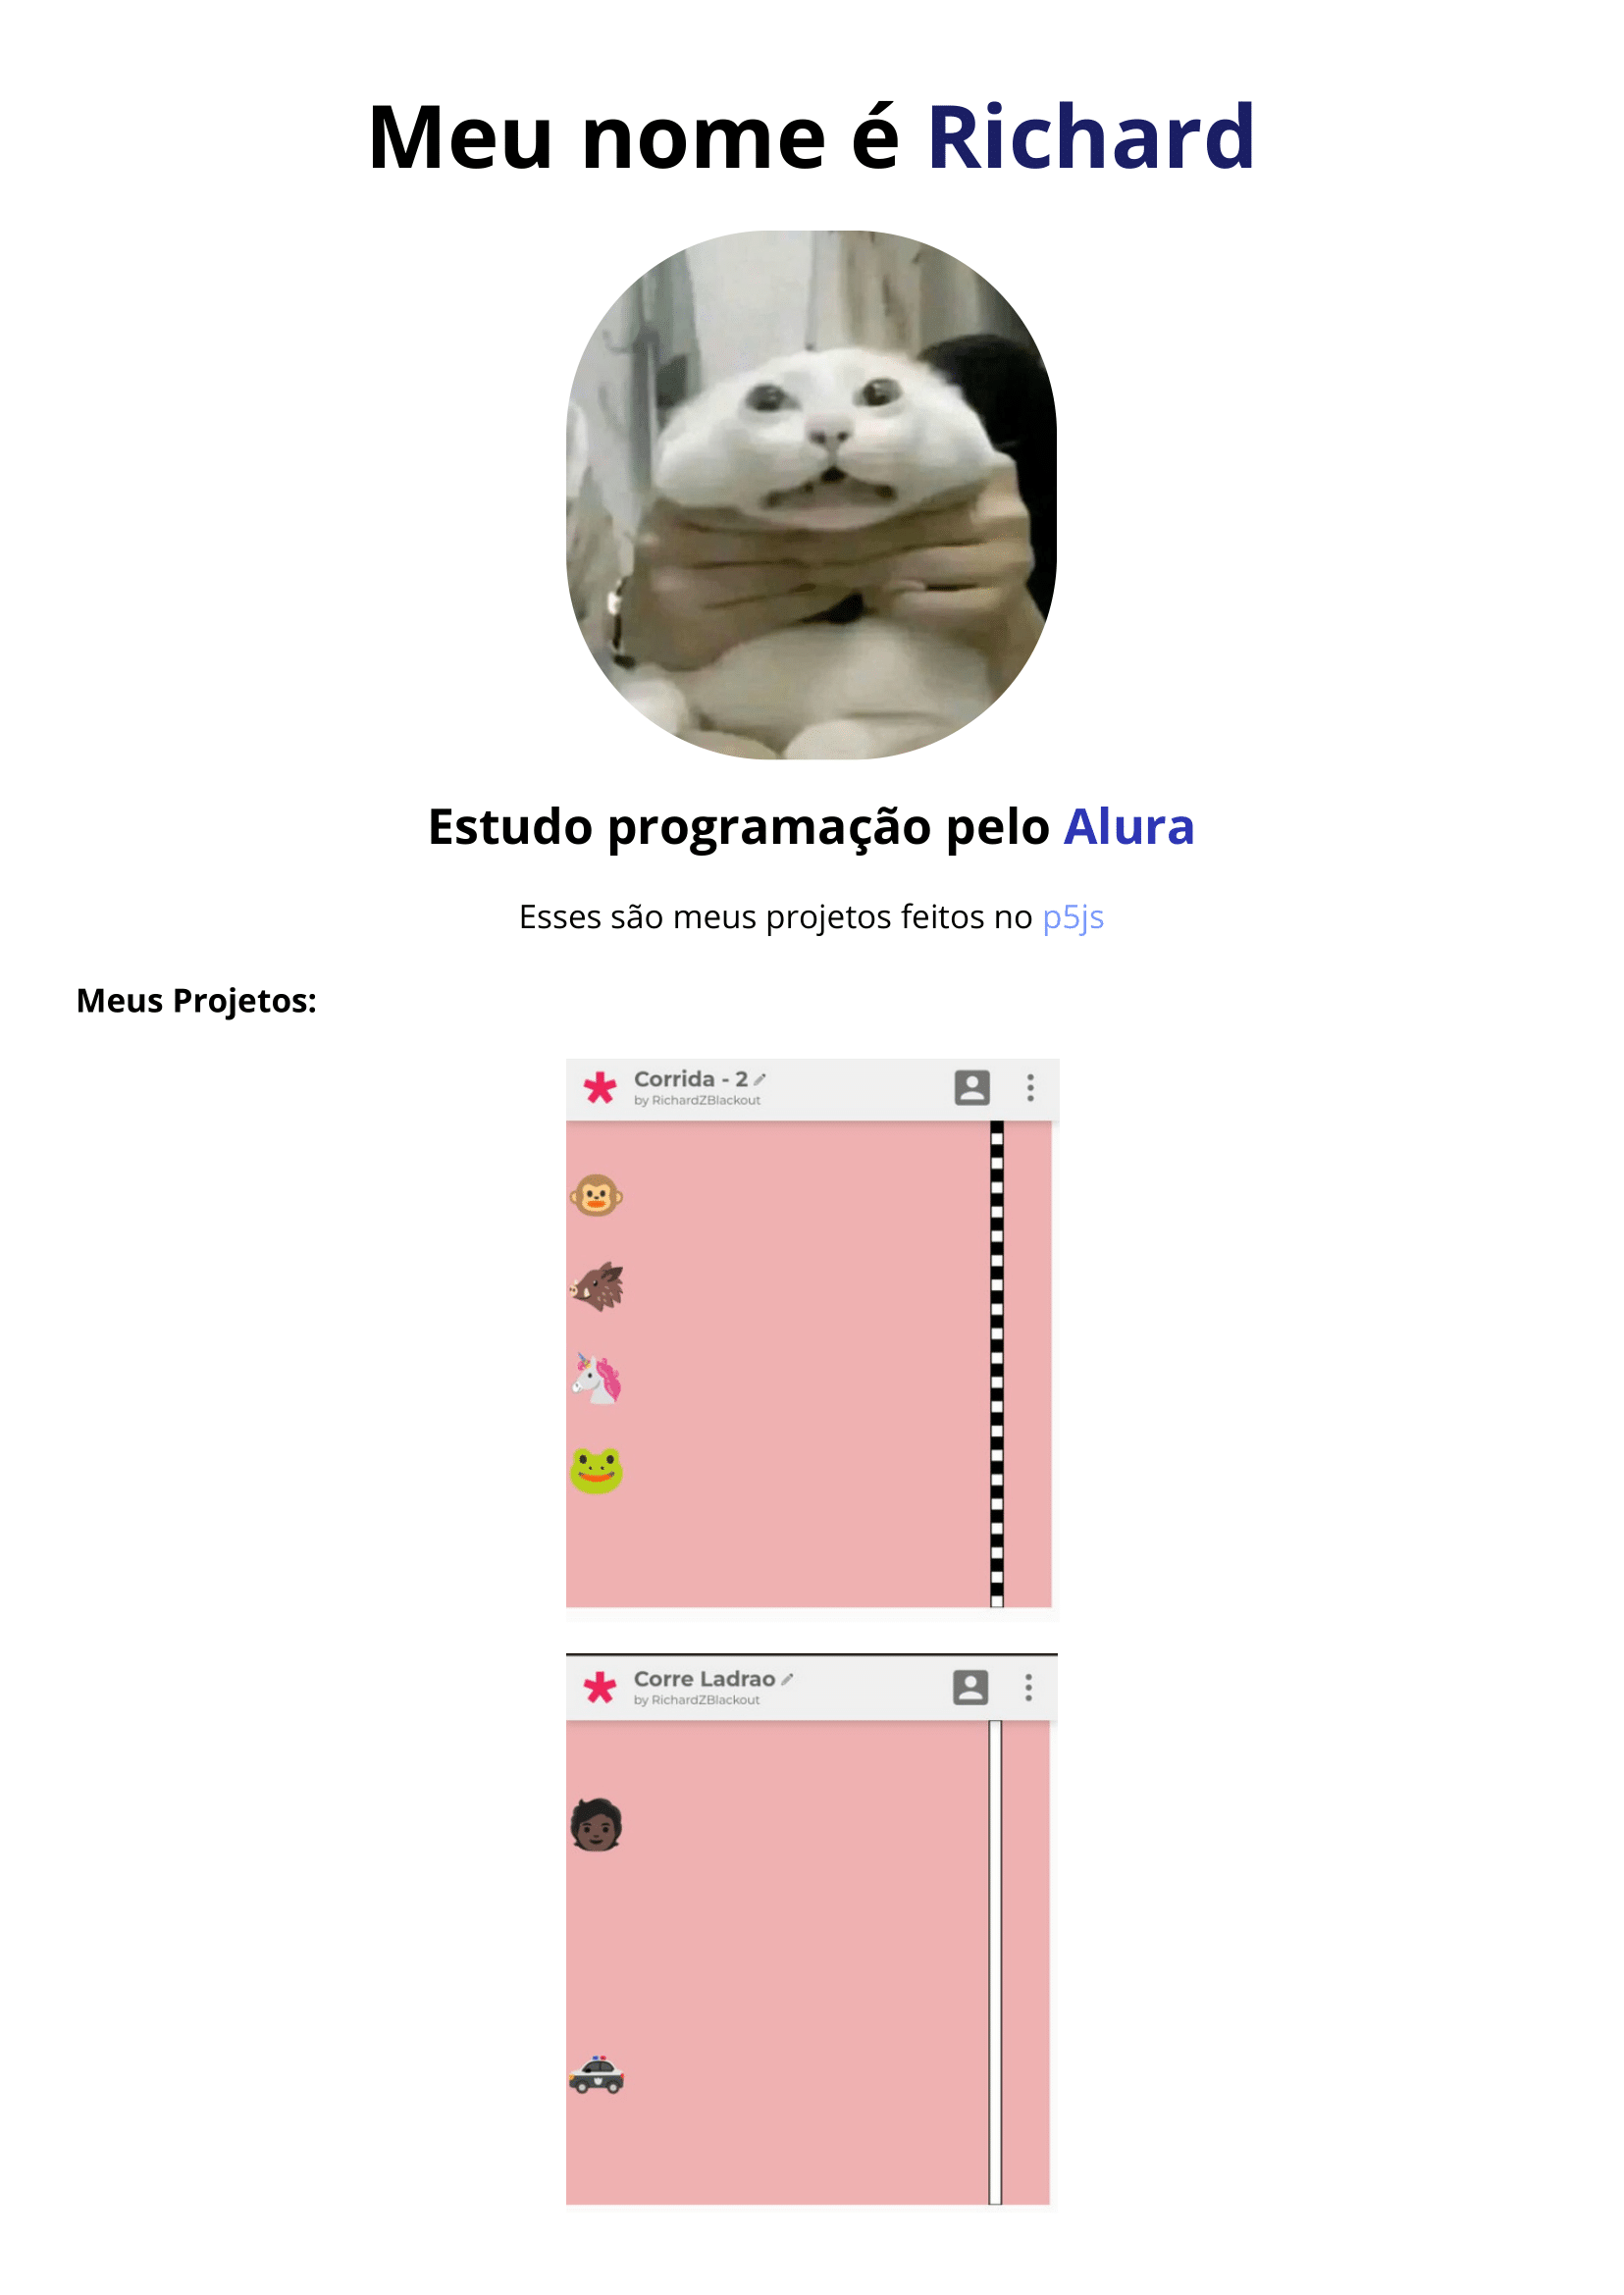 Meu nome é Richard
Estudo programação pelo Alura
Esses são meus projetos feitos no p5js
Meus Projetos:
Corrida - 2
by RichardZBlackout
Corre Ladrao
by RichardZBlackout